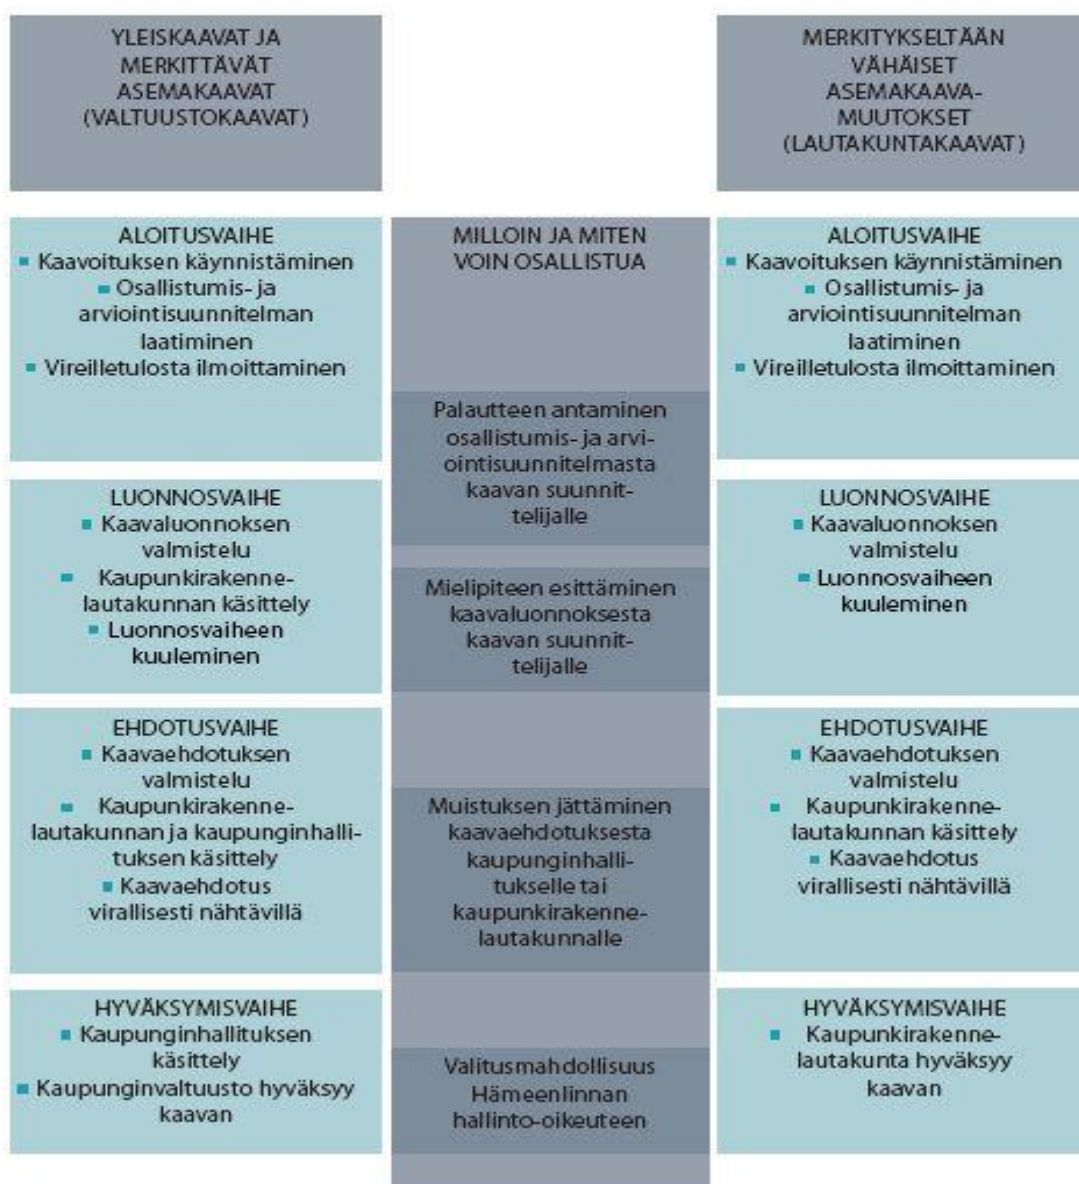 YLEISKAAVAT JA
MERKITTÄVÄT
ASEMAKAAVAT
(VALTUUSTOKAAVAT)
ALOITUSVAIHE
▪ Kaavoituksen käynnistäminen
▪ Osallistumis- ja
arviointisuunnitelman
laatiminen
▪ Vireilletulosta ilmoittaminen
LUONNOSVAIHE
▪ Kaavaluonnoksen
valmistelu
▪ Kaupunkirakenne-
lautakunnan käsittely
▪ Luonnosvaiheen
kuuleminen
EHDOTUSVAIHE
▪ Kaavaehdotuksen
valmistelu
▪ Kaupunkirakenne-
lautakunnan ja kaupunginhalli-
tuksen käsittely
▪ Kaavaehdotus
virallisesti nähtävillä
HYVÄKSYMISVAIHE
▪ Kaupunginhallituksen
käsittely
▪ Kaupunginvaltuusto hyväksyy
kaavan
MILLOIN JA MITEN
VOIN OSALLISTUA
Palautteen antaminen
osallistumis- ja arvi-
ointisuunnitelmasta
kaavan suunnit-
telijalle
Mielipiteen esittäminen
kaavaluonnoksesta
kaavan suunnit-
telijalle
Muistuksen jättäminen
kaavaehdotuksesta
kaupunginhalli-
tukselle tai
kaupunkirakenne-
lautakunnalle
Valitusmahdollisuus
Hämeenlinnan
hallinto-oikeuteen
MERKITYKSELTÄÄN
VÄHÄISET
ASEMAKAAVA-
MUUTOKSET
(LAUTAKUNTAKAAVAT)
ALOITUSVAIHE
▪ Kaavoituksen käynnistäminen
▪ Osallistumis- ja
arviointisuunnitelman
laatiminen
▪ Vireilletulosta ilmoittaminen
LUONNOSVAIHE
▪ Kaavaluonnoksen
valmistelu
▪ Luonnosvaiheen
kuuleminen
EHDOTUSVAIHE
▪ Kaavaehdotuksen
valmistelu
▪ Kaupunkirakenne-
lautakunnan käsittely
▪ Kaavaehdotus
virallisesti nähtävillä
HYVÄKSYMISVAIHE
▪ Kaupunkirakenne-
lautakunta hyväksyy
kaavan